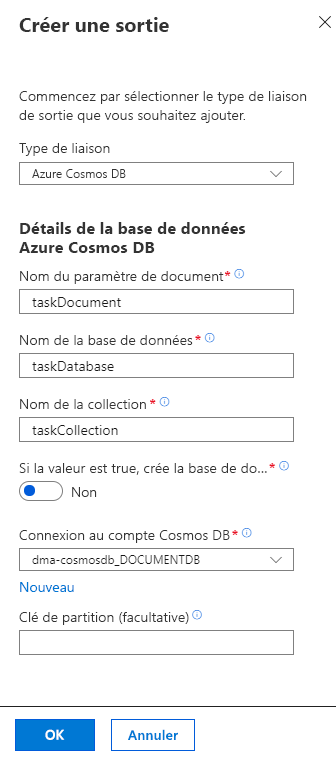 Créer une sortie
Commencez par sélectionner le type de liaison
de sortie que vous souhaitez ajouter.
Type de liaison
Azure Cosmos DB
Détails de la base de données
Azure Cosmos DB
Nom du paramètre de document*
taskDocument
Nom de la base de données*
taskDatabase
Nom de la collection *
taskCollection
Si la valeur est true, crée la base de do...*
Non
Connexion au compte Cosmos DB*
dma-cosmosdb_DOCUMENTDB
Nouveau
Clé de partition (facultative)
OK
Annuler